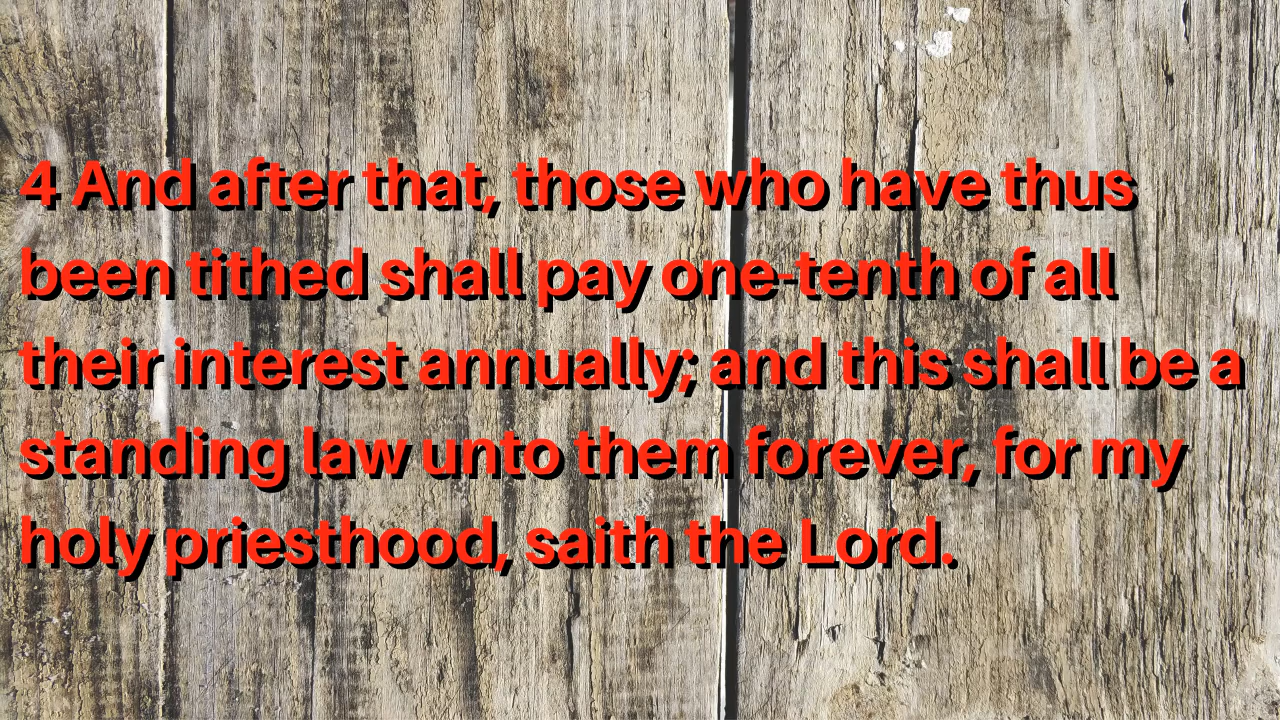 4 And after that, those who have thus
been tithed shall pay one-tenth of all
their interest annually; and this shall be a
standing law unto them forever, for my
holy priesthood, saith the Lord.